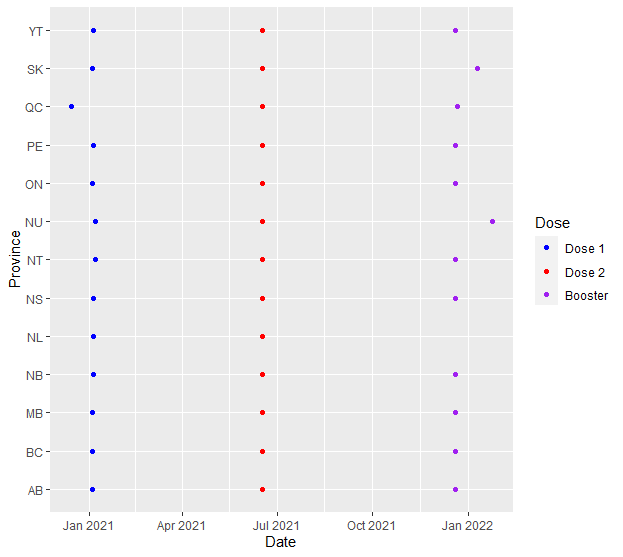 YT
SK
QC
PE
ON
NU
NT
NS
NL
NB
MB
BC
AB
Province
Jan 2021 Apr 2021 Jul 2021 Oct 2021 Jan 2022
Date
Dose
Dose 1
Dose 2
Booster